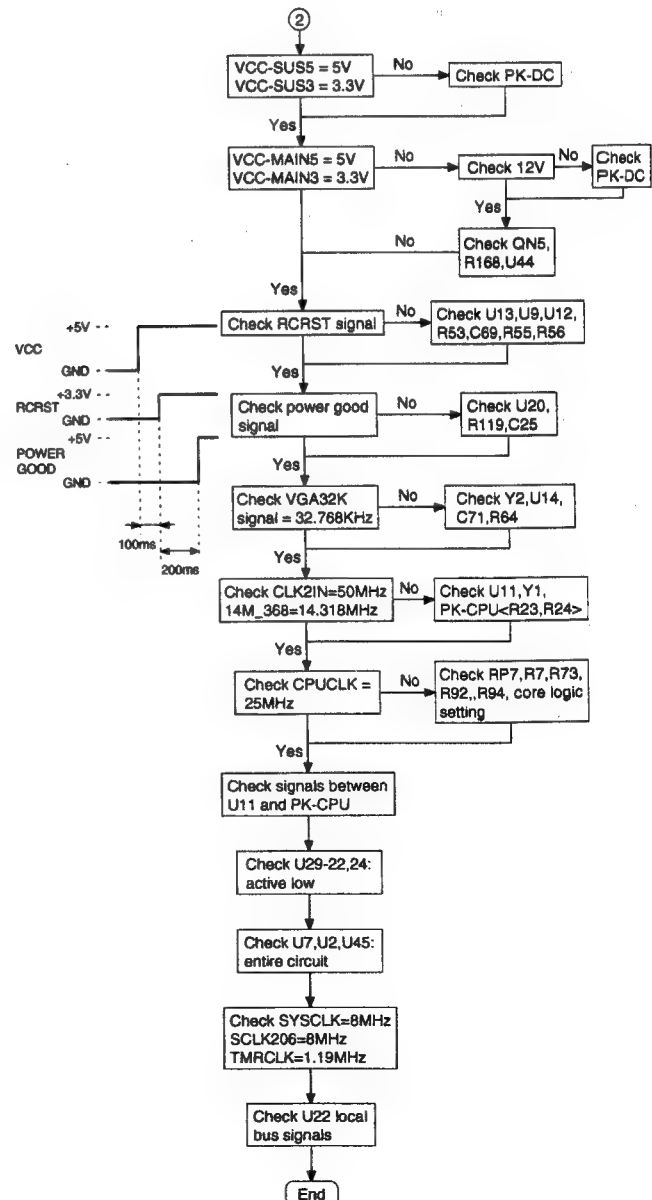 2
VCC-SUS5 = 5V
VCC-SUS3 = 3.3V
No
Check PK-DC
Yes
VCC-MAIN5 = 5V
VCC-MAIN3 = 3.3V
No
Check 12V
No
Check
PK-DC
Yes
No
Check QN5,
R168,U44
Yes
Check RCRST signal
No
Check U13,U9,U12,
R53,C69,R55,R56
Yes
VCC
+5V
GND
RCRST
+3.3V
GND
POWER
GOOD
+5V
GND
100ms
200ms
Check power good
signal
No
Check U20,
R119,C25
Yes
Check VGA32K
signal = 32.768KHz
No
Check Y2,U14,
C71,R64
Yes
Check CLK2IN=50MHz
14M_368=14.318MHz
No
Check U11,Y1,
PK-CPU<R23,R24>
Yes
Check CPUCLK =
25MHz
No
Check RP7,R7,R73,
R92,,R94, core logic
setting
Yes
Check signals between
U11 and PK-CPU
Check U29-22,24:
active low
Check U7,U2,U45:
entire circuit
Check SYSCLK=8MHz
SCLK206=8MHz
TMRCLK=1.19MHz
Check U22 local
bus signals
End